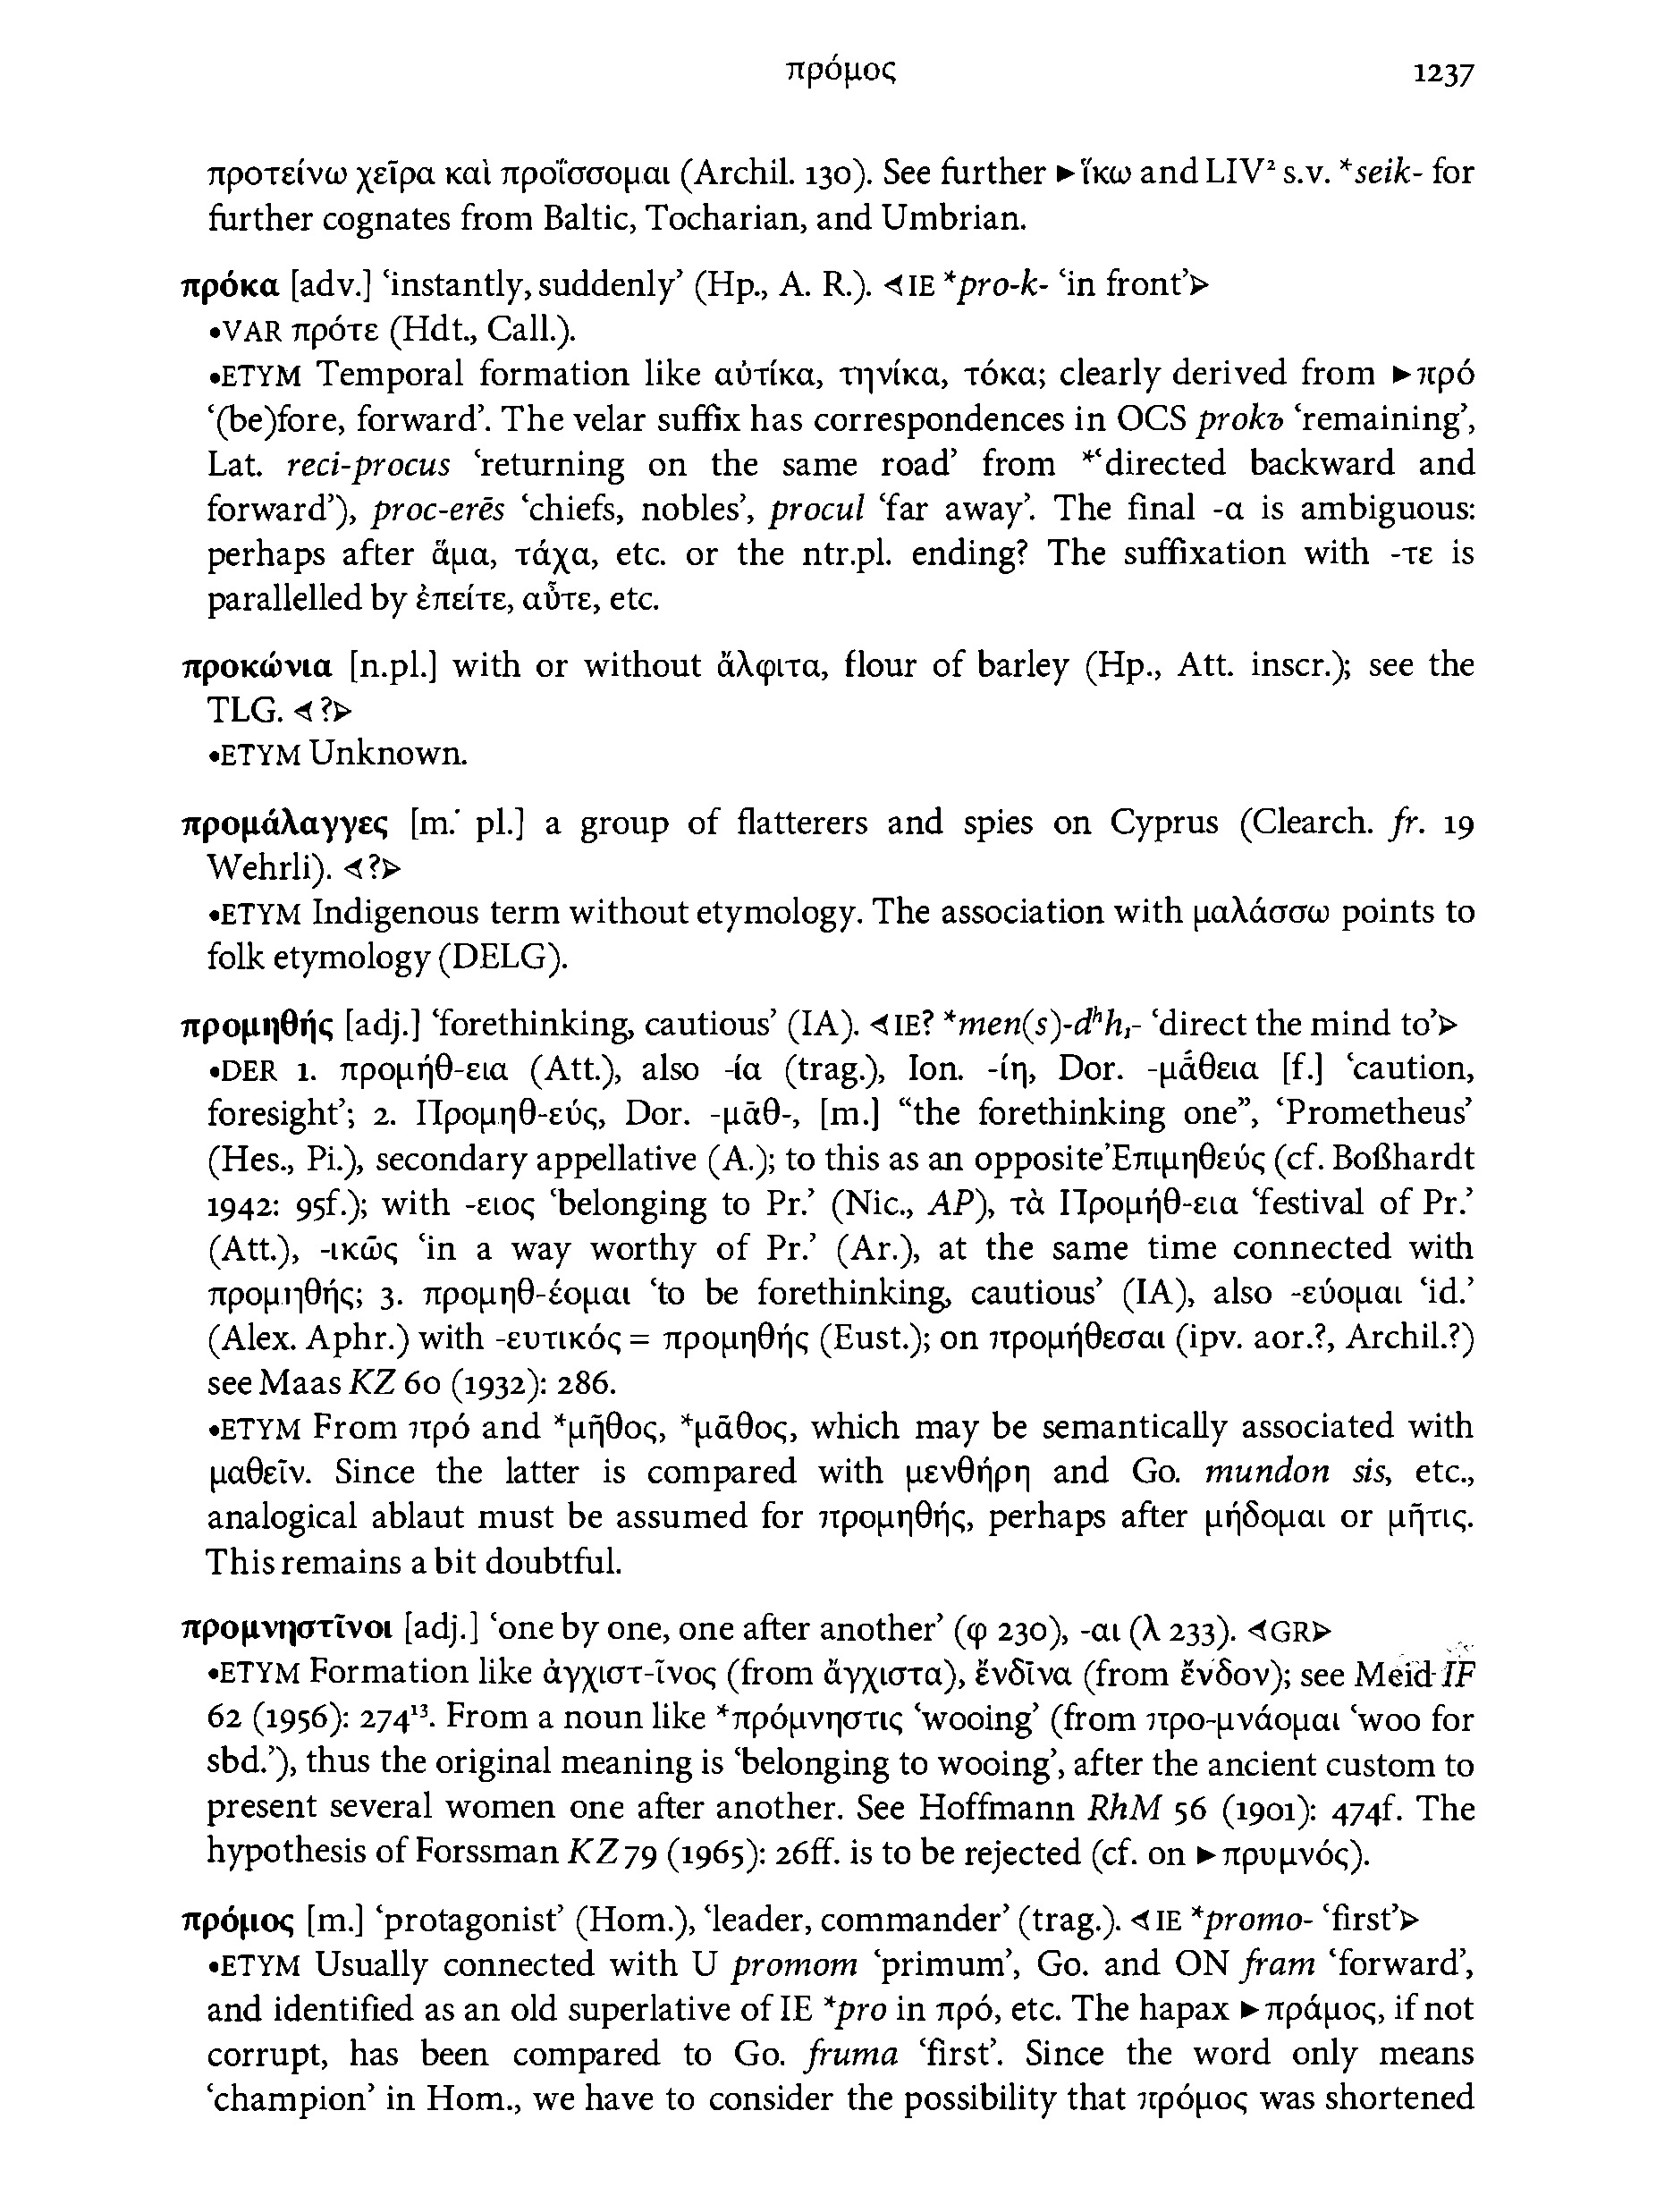 πρόμος 1237
προτείνω χεῖρα καὶ προΐσσομαι (Archil. 130). See further ►ἵκω and LIV² s.v. *seik- for
further cognates from Baltic, Tocharian, and Umbrian.
πρόκα [adv.] ‘instantly, suddenly’ (Hp., A. R.). ⊲IE *pro-k- ‘in front’⊳
•VAR πρότε (Hdt., Call.).
•ETYM Temporal formation like αὐτίκα, τηνίκα, τόκα; clearly derived from ►πρό
‘(be)fore, forward’. The velar suffix has correspondences in OCS prokъ ‘remaining’,
Lat. reci-procus ‘returning on the same road’ from *‘directed backward and
forward’), proc-erēs ‘chiefs, nobles’, procul ‘far away’. The final -α is ambiguous:
perhaps after ἅμα, τάχα, etc. or the ntr.pl. ending? The suffixation with -τε is
parallelled by ἐπείτε, αὖτε, etc.
προκώνια [n.pl.] with or without ἄλφιτα, flour of barley (Hp., Att. inscr.); see the
TLG. ⊲?⊳
•ETYM Unknown.
προμάλαγγες [m. pl.] a group of flatterers and spies on Cyprus (Clearch. fr. 19
Wehrli). ⊲?⊳
•ETYM Indigenous term without etymology. The association with μαλάσσω points to
folk etymology (DELG).
προμηθής [adj.] ‘forethinking, cautious’ (IA). ⊲IE? *men(s)-dʰh₁- ‘direct the mind to’⊳
•DER 1. προμήθ-εια (Att.), also -ία (trag.), Ion. -ίη, Dor. -μᾱ́θεια [f.] ‘caution,
foresight’; 2. Προμηθ-εύς, Dor. -μᾱθ-, [m.] “the forethinking one”, ‘Prometheus’
(Hes., Pi.), secondary appellative (A.); to this as an opposite Ἐπιμηθεύς (cf. Boßhardt
1942: 95f.); with -ειος ‘belonging to Pr.’ (Nic., AP), τὰ Προμήθ-εια ‘festival of Pr.’
(Att.), -ικῶς ‘in a way worthy of Pr.’ (Ar.), at the same time connected with
προμηθής; 3. προμηθ-έομαι ‘to be forethinking, cautious’ (IA), also -εύομαι ‘id.’
(Alex. Aphr.) with -ευτικός = προμηθής (Eust.); on προμήθεσαι (ipv. aor.?, Archil.?)
see Maas KZ 60 (1932): 286.
•ETYM From πρό and *μῆθος, *μᾶθος, which may be semantically associated with
μαθεῖν. Since the latter is compared with μενθήρη and Go. mundon sis, etc.,
analogical ablaut must be assumed for προμηθής, perhaps after μήδομαι or μῆτις.
This remains a bit doubtful.
προμνηστῖνοι [adj.] ‘one by one, one after another’ (φ 230), -αι (λ 233). ⊲GR⊳
•ETYM Formation like ἀγχιστ-ῖνος (from ἄγχιστα), ἔνδῑνα (from ἔνδον); see Meid IF
62 (1956): 274¹³. From a noun like *πρόμνηστις ‘wooing’ (from προ-μνάομαι ‘woo for
sbd.’), thus the original meaning is ‘belonging to wooing’, after the ancient custom to
present several women one after another. See Hoffmann RhM 56 (1901): 474f. The
hypothesis of Forssman KZ 79 (1965): 26ff. is to be rejected (cf. on ►πρυμνός).
πρόμος [m.] ‘protagonist’ (Hom.), ‘leader, commander’ (trag.). ⊲IE *promo- ‘first’⊳
•ETYM Usually connected with U promom ‘primum’, Go. and ON fram ‘forward’,
and identified as an old superlative of IE *pro in πρό, etc. The hapax ►πράμος, if not
corrupt, has been compared to Go. fruma ‘first’. Since the word only means
‘champion’ in Hom., we have to consider the possibility that πρόμος was shortened